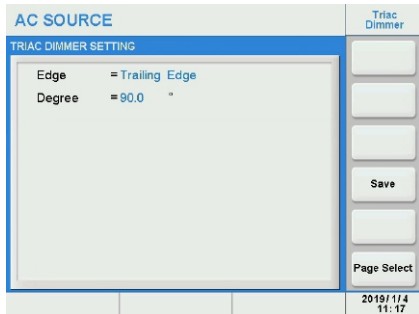 AC SOURCE
Triac
Dimmer
TRIAC DIMMER SETTING
Edge =Trailing Edge
Degree =90.0 °
Save
Page Select
2019/1/4
11:17